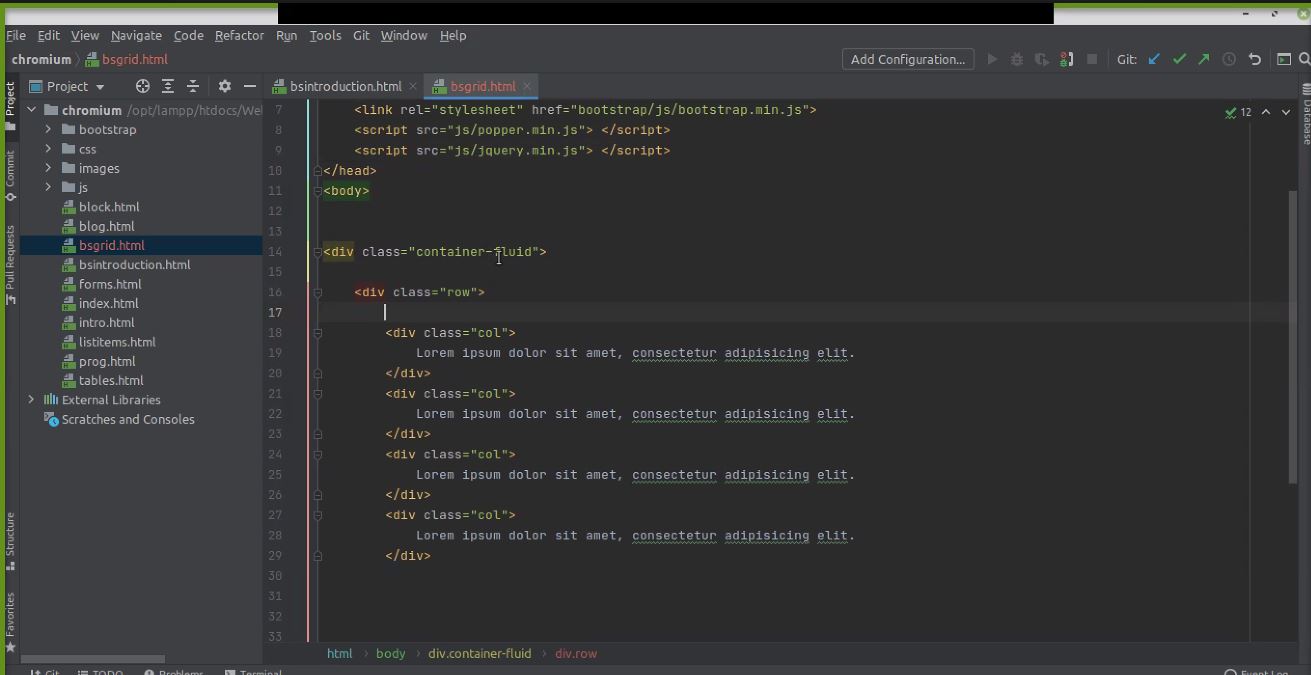 File Edit View Navigate Code Refactor Run Tools Git Window Help
chromium bsgrid.html Add Configuration... Git:
Project bsintroduction.html bsgrid.html
Project
Commit
Pull Requests
Structure
Favorites
Database
chromium /opt/lampp/htdocs/We
bootstrap
css
images
js
block.html
blog.html
bsgrid.html
bsintroduction.html
forms.html
index.html
intro.html
listitems.html
prog.html
tables.html
External Libraries
Scratches and Consoles
12
7 <link rel="stylesheet" href="bootstrap/js/bootstrap.min.js">
8 <script src="js/popper.min.js"> </script>
9 <script src="js/jquery.min.js"> </script>
10 </head>
11 <body>
12
13
14 <div class="container-fluid">
15
16 <div class="row">
17
18 <div class="col">
19 Lorem ipsum dolor sit amet, consectetur adipisicing elit.
20 </div>
21 <div class="col">
22 Lorem ipsum dolor sit amet, consectetur adipisicing elit.
23 </div>
24 <div class="col">
25 Lorem ipsum dolor sit amet, consectetur adipisicing elit.
26 </div>
27 <div class="col">
28 Lorem ipsum dolor sit amet, consectetur adipisicing elit.
29 </div>
30
31
32
33
html body div.container-fluid div.row
Git TODO Problems Terminal Event Log